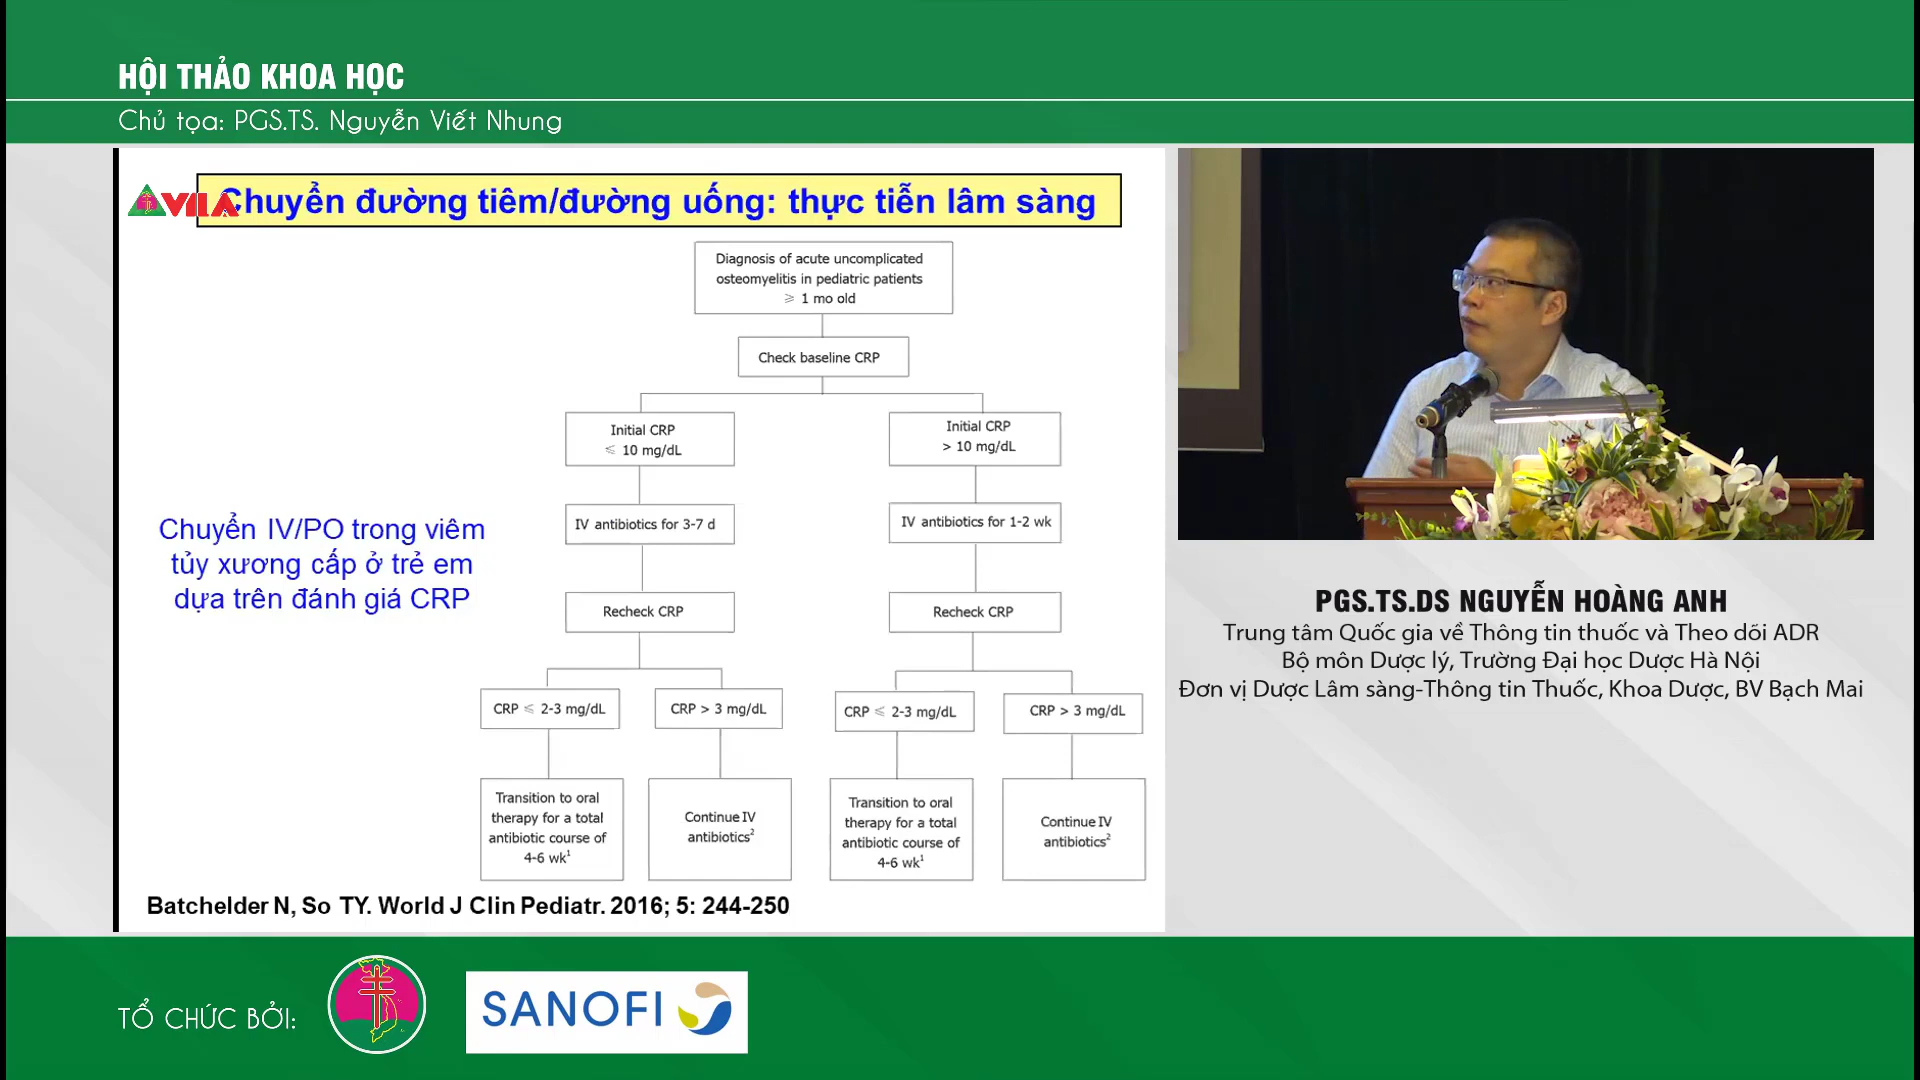 HỘI THẢO KHOA HỌC
Chủ tọa: PGS.TS. Nguyễn Viết Nhung
VILA
Chuyển đường tiêm/đường uống: thực tiễn lâm sàng
Diagnosis of acute uncomplicated
osteomyelitis in pediatric patients
≥ 1 mo old
Check baseline CRP
Initial CRP
≤ 10 mg/dL
Initial CRP
> 10 mg/dL
IV antibiotics for 3-7 d
IV antibiotics for 1-2 wk
Chuyển IV/PO trong viêm
tủy xương cấp ở trẻ em
dựa trên đánh giá CRP
Recheck CRP
Recheck CRP
CRP ≤ 2-3 mg/dL
CRP > 3 mg/dL
CRP ≤ 2-3 mg/dL
CRP > 3 mg/dL
Transition to oral
therapy for a total
antibiotic course of
4-6 wk¹
Continue IV
antibiotics²
Transition to oral
therapy for a total
antibiotic course of
4-6 wk¹
Continue IV
antibiotics²
Batchelder N, So TY. World J Clin Pediatr. 2016; 5: 244-250
PGS.TS.DS NGUYỄN HOÀNG ANH
Trung tâm Quốc gia về Thông tin thuốc và Theo dõi ADR
Bộ môn Dược lý, Trường Đại học Dược Hà Nội
Đơn vị Dược Lâm sàng-Thông tin Thuốc, Khoa Dược, BV Bạch Mai
TỔ CHỨC BỞI:
SANOFI